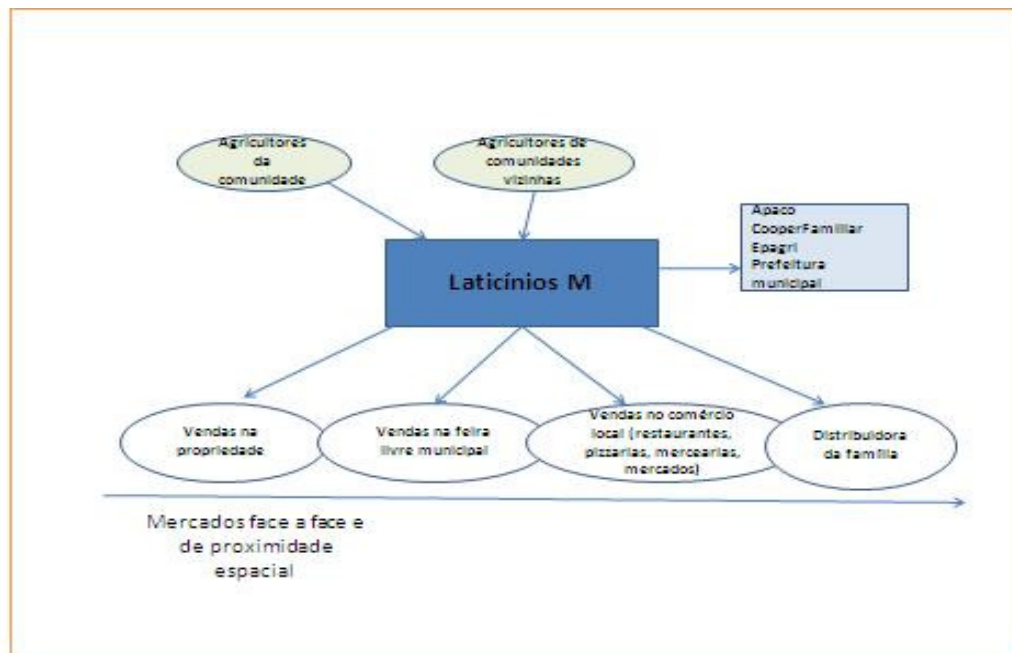 Agricultores
da
comunidade
Agricultores de
comunidades
vizinhas
Apaco
CooperFamiliar
Epagri
Prefeitura
municipal
Laticínios M
Vendas na
propriedade
Vendas na feira
livre municipal
Vendas no comércio
local (restaurantes,
pizzarias, mercearias,
mercados)
Distribuidora
da família
Mercados face a face e
de proximidade
espacial